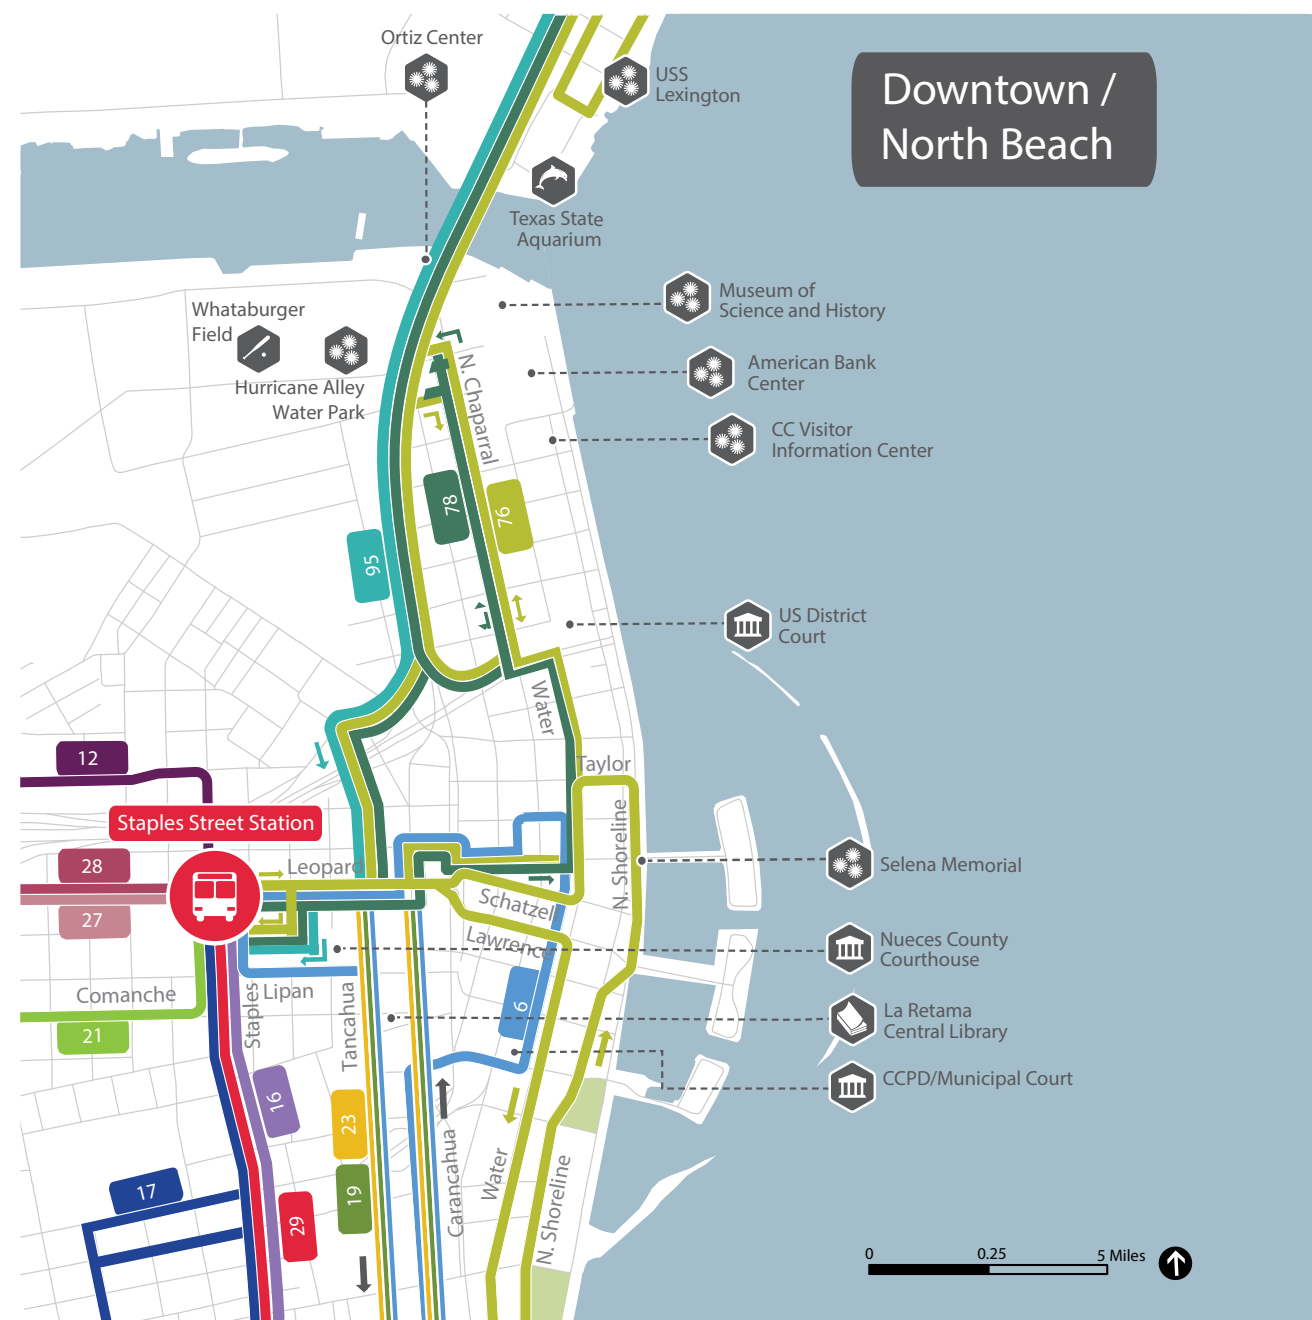 Ortiz Center
USS
Lexington
Downtown /
North Beach
Texas State
Aquarium
Museum of
Science and History
Whataburger
Field
Hurricane Alley
Water Park
N. Chaparral
American Bank
Center
CC Visitor
Information Center
78
76
95
US District
Court
Water
12
Taylor
Staples Street Station
N. Shoreline
28
Leopard
Selena Memorial
27
Schatzell
Lawrence
Nueces County
Courthouse
Comanche
Staples
Lipan
Tancahua
6
La Retama
Central Library
21
CCPD/Municipal Court
16
23
Carancahua
Water
17
19
29
N. Shoreline
0
0.25
5 Miles